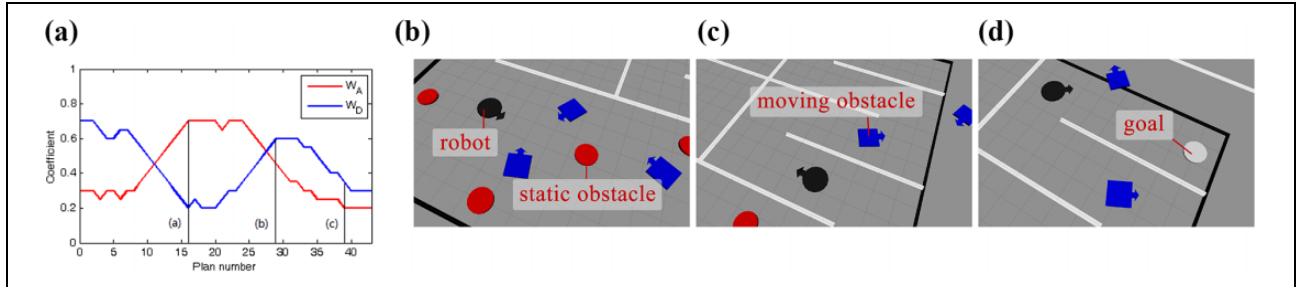 (a)
1
0.8
0.6
0.4
0.2
0
Coefficient
W_A
W_D
(a)
(b)
(c)
0 5 10 15 20 25 30 35 40
Plan number
(b)
robot
static obstacle
(c)
moving obstacle
(d)
goal